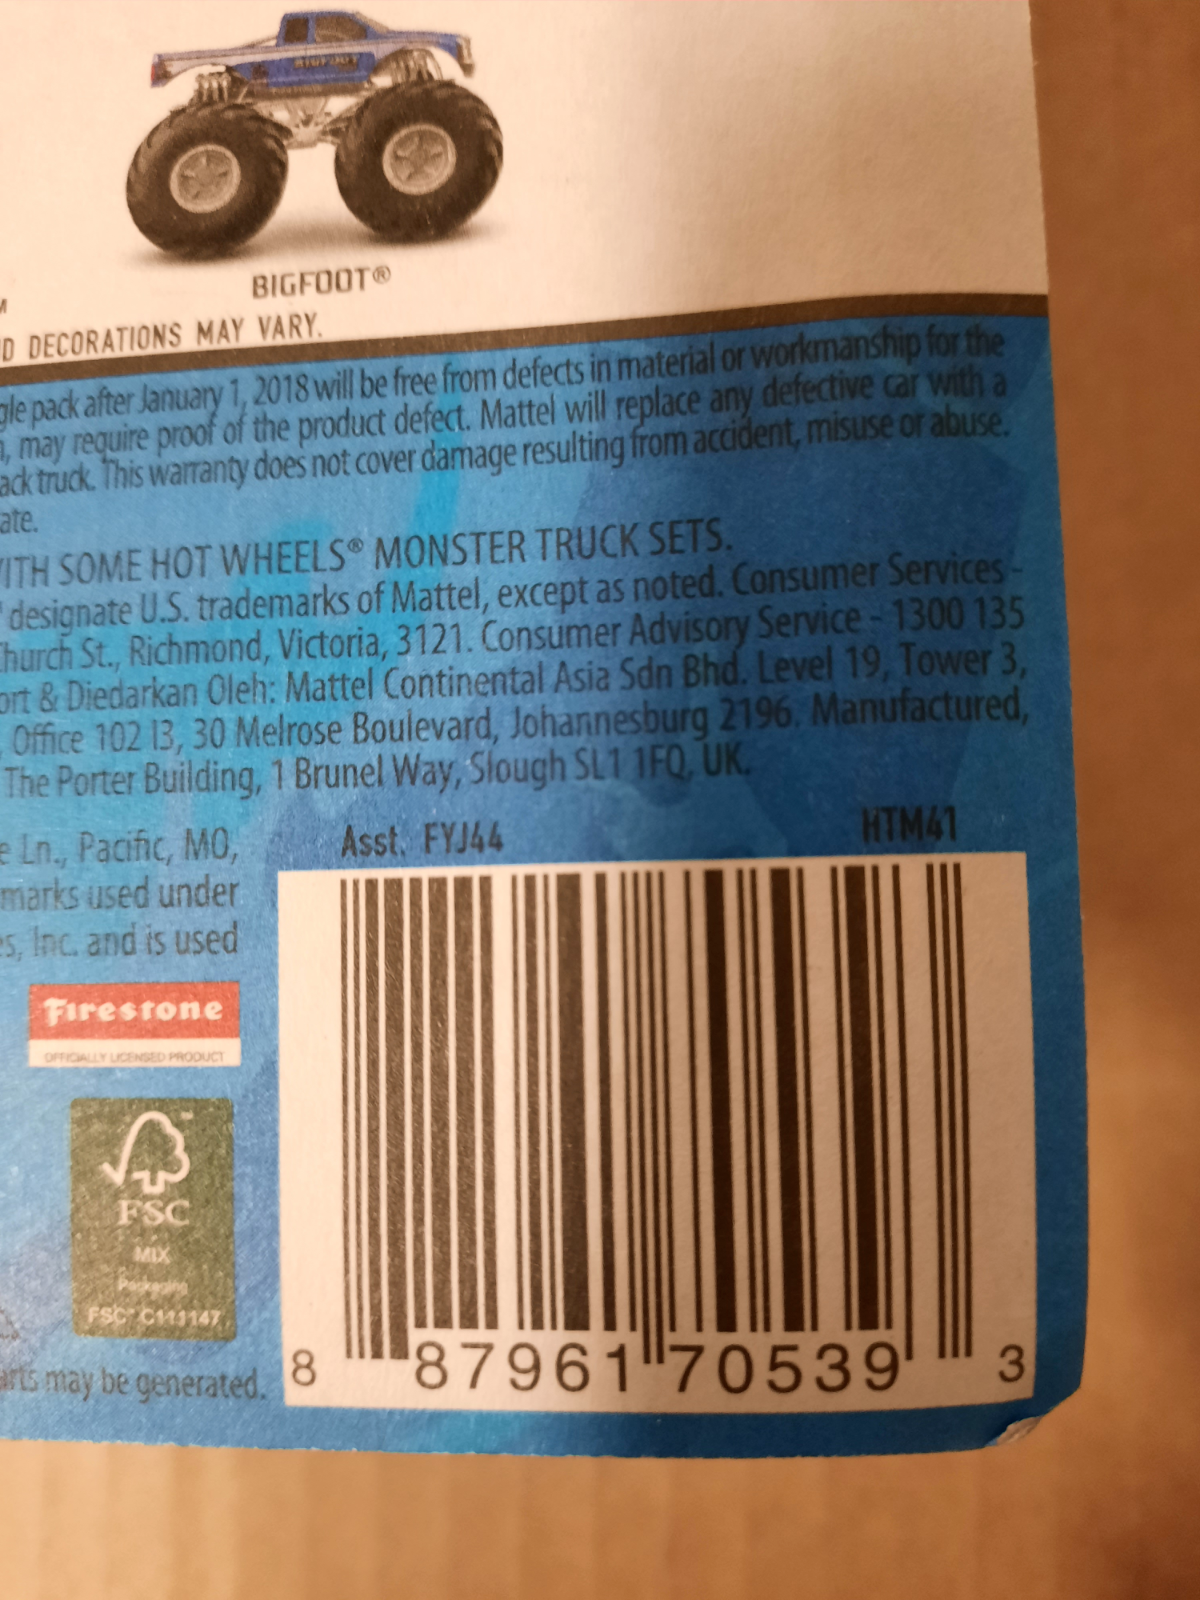 BIGFOOT
BIGFOOT®
D DECORATIONS MAY VARY.
gle pack after January 1, 2018 will be free from defects in material or workmanship for the
, may require proof of the product defect. Mattel will replace any defective car with a
ack truck. This warranty does not cover damage resulting from accident, misuse or abuse.
ate.
WITH SOME HOT WHEELS® MONSTER TRUCK SETS.
designate U.S. trademarks of Mattel, except as noted. Consumer Services -
Church St., Richmond, Victoria, 3121. Consumer Advisory Service - 1300 135
ort & Diedarkan Oleh: Mattel Continental Asia Sdn Bhd. Level 19, Tower 3,
, Office 102 I3, 30 Melrose Boulevard, Johannesburg 2196. Manufactured,
The Porter Building, 1 Brunel Way, Slough SL1 1FQ, UK.
e Ln., Pacific, MO,
marks used under
es, Inc. and is used
Asst. FYJ44 HTM41
Firestone
OFFICIALLY LICENSED PRODUCT
FSC
MIX
Packaging
FSC™ C111147
arts may be generated.
8 87961 70539 3